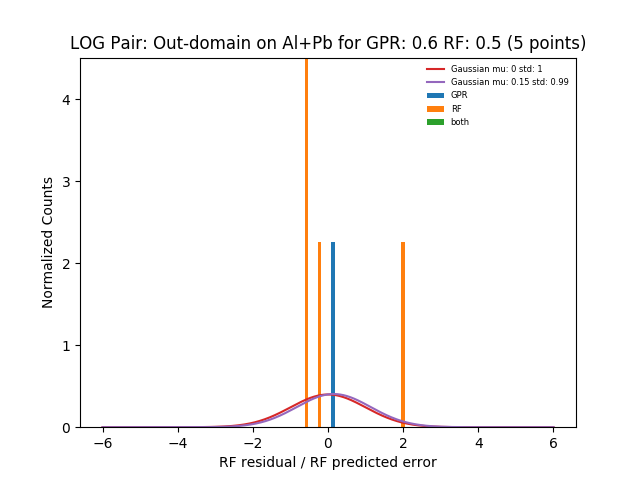 LOG Pair: Out-domain on Al+Pb for GPR: 0.6 RF: 0.5 (5 points)
Gaussian mu: 0 std: 1
Gaussian mu: 0.15 std: 0.99
GPR
RF
both
Normalized Counts
4
3
2
1
0
−6 −4 −2 0 2 4 6
RF residual / RF predicted error